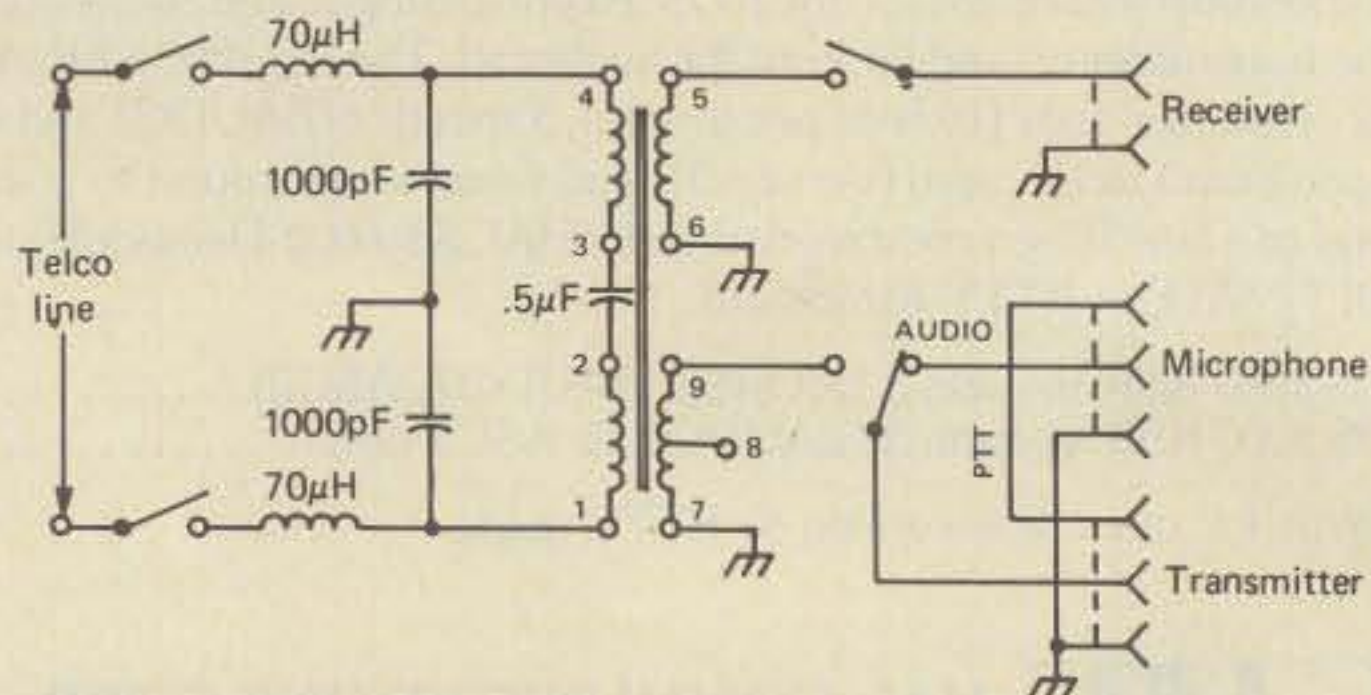 70µH
4
5
Receiver
1000pF
3
6
Telco
line
.5µF
AUDIO
2
9
Microphone
1000pF
8
PTT
70µH
1
7
Transmitter